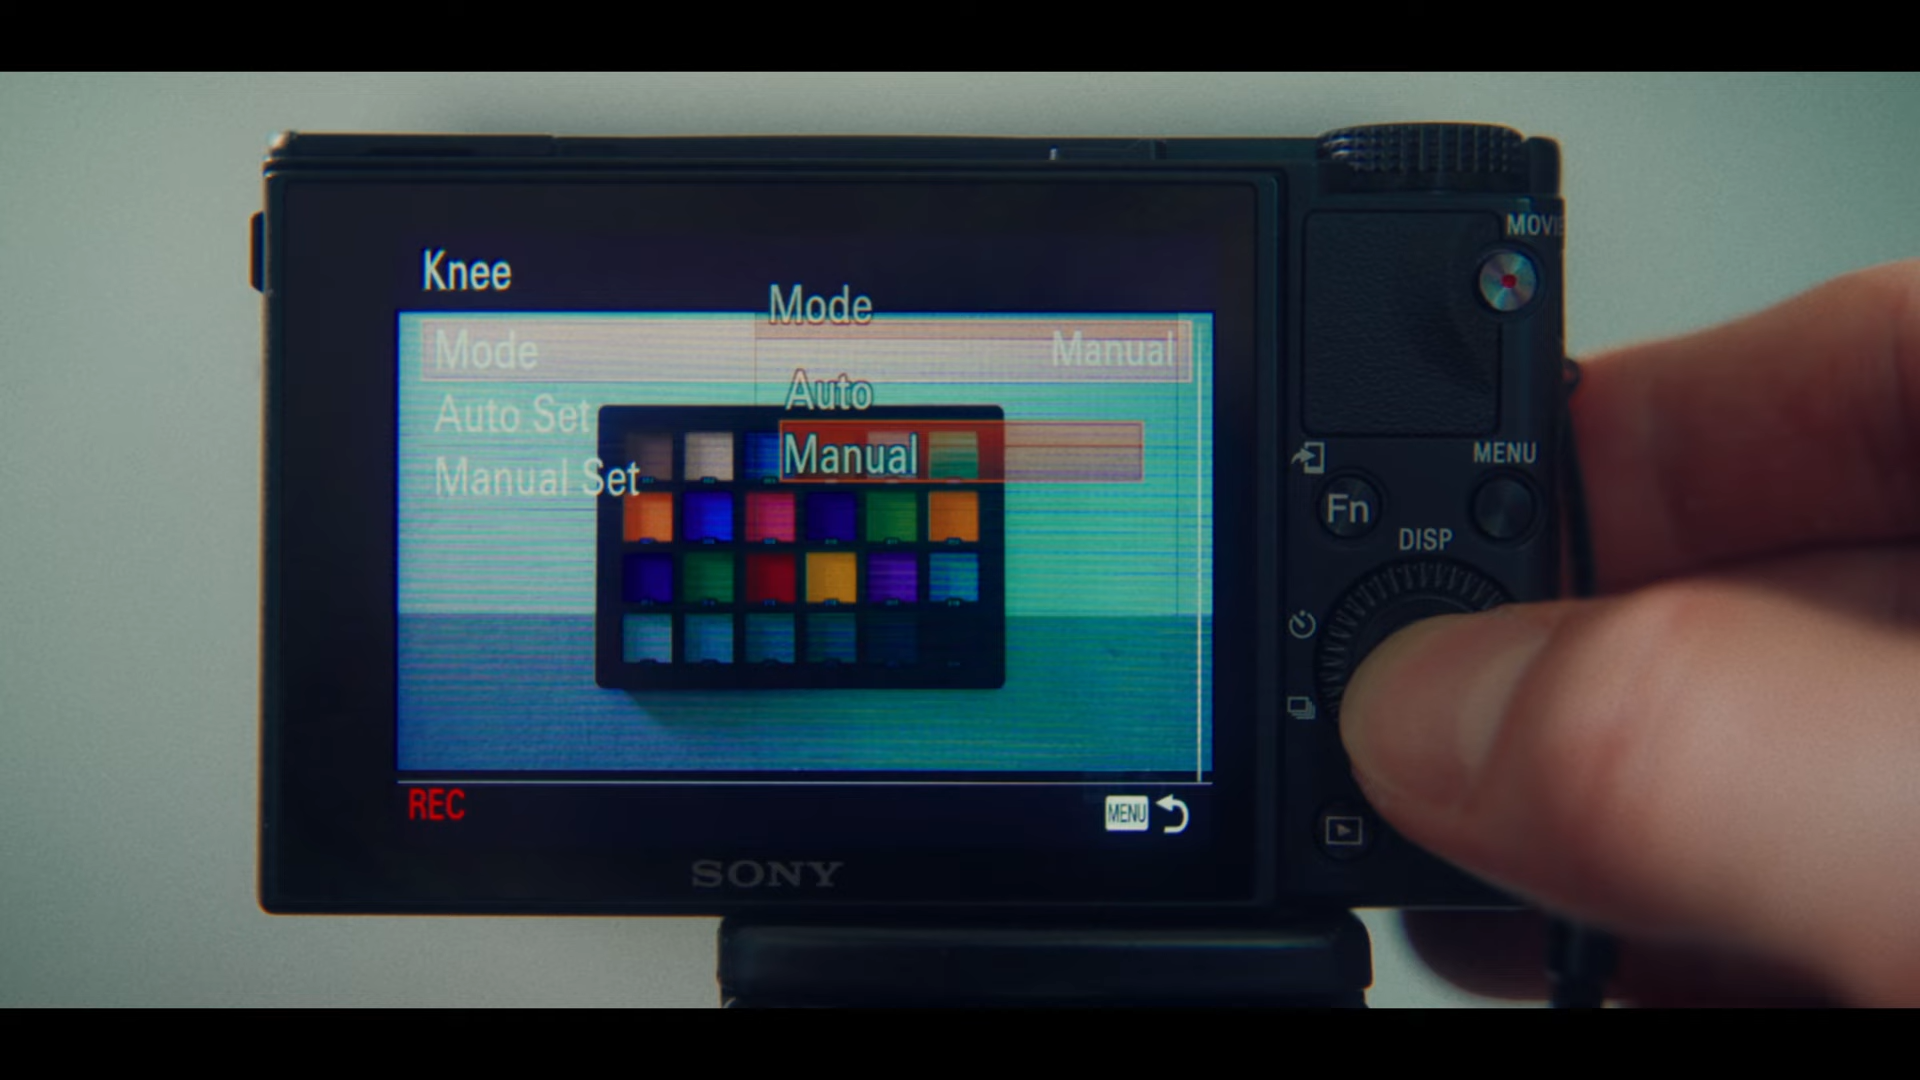 MOVIE
Knee
Mode
Mode
Manual
Auto
Auto Set
Manual
Manual Set
MENU
Fn
DISP
REC
MENU
SONY